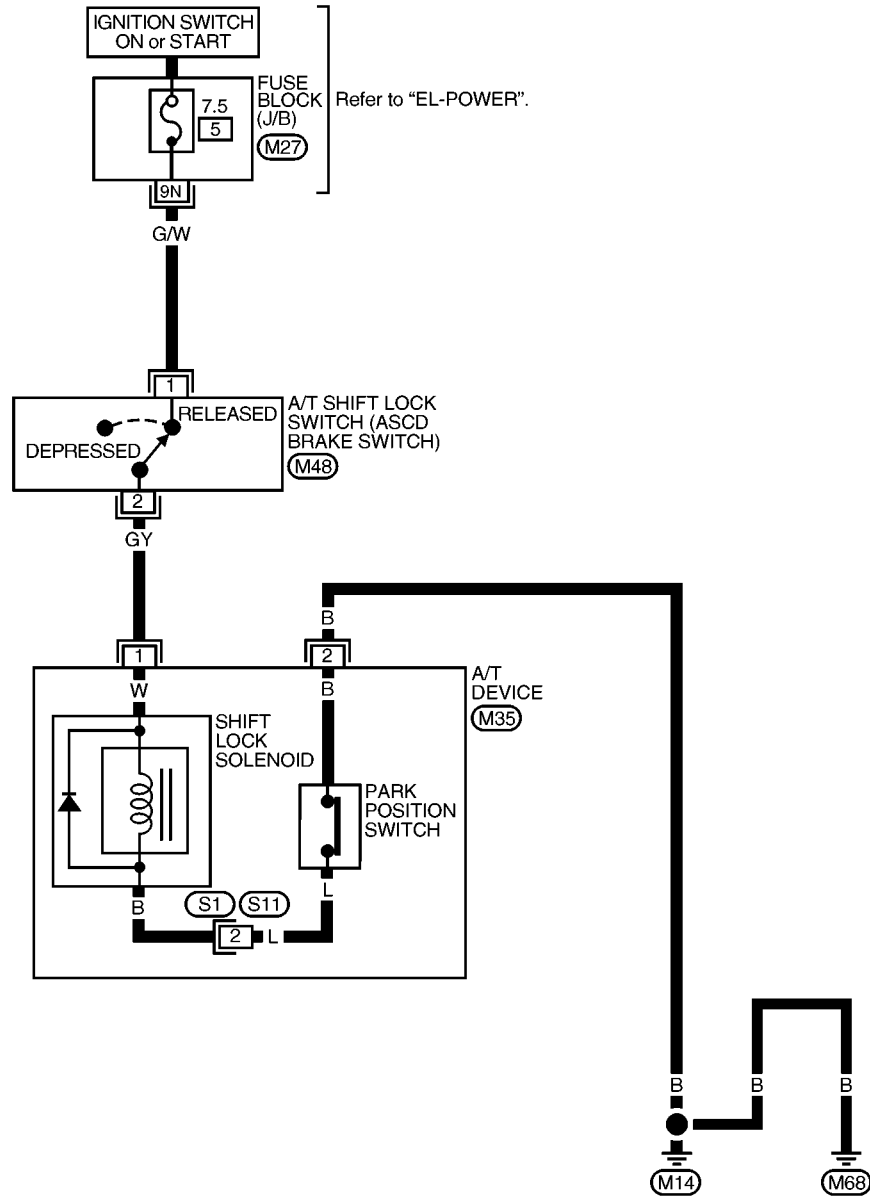 IGNITION SWITCH
ON or START
FUSE
BLOCK
(J/B)
M27
Refer to “EL-POWER”.
7.5
5
9N
G/W
1
RELEASED
DEPRESSED
A/T SHIFT LOCK
SWITCH (ASCD
BRAKE SWITCH)
M48
2
GY
B
1
2
W
B
A/T
DEVICE
M35
SHIFT
LOCK
SOLENOID
PARK
POSITION
SWITCH
L
B
S1
S11
2
L
B
B
B
M14
M68